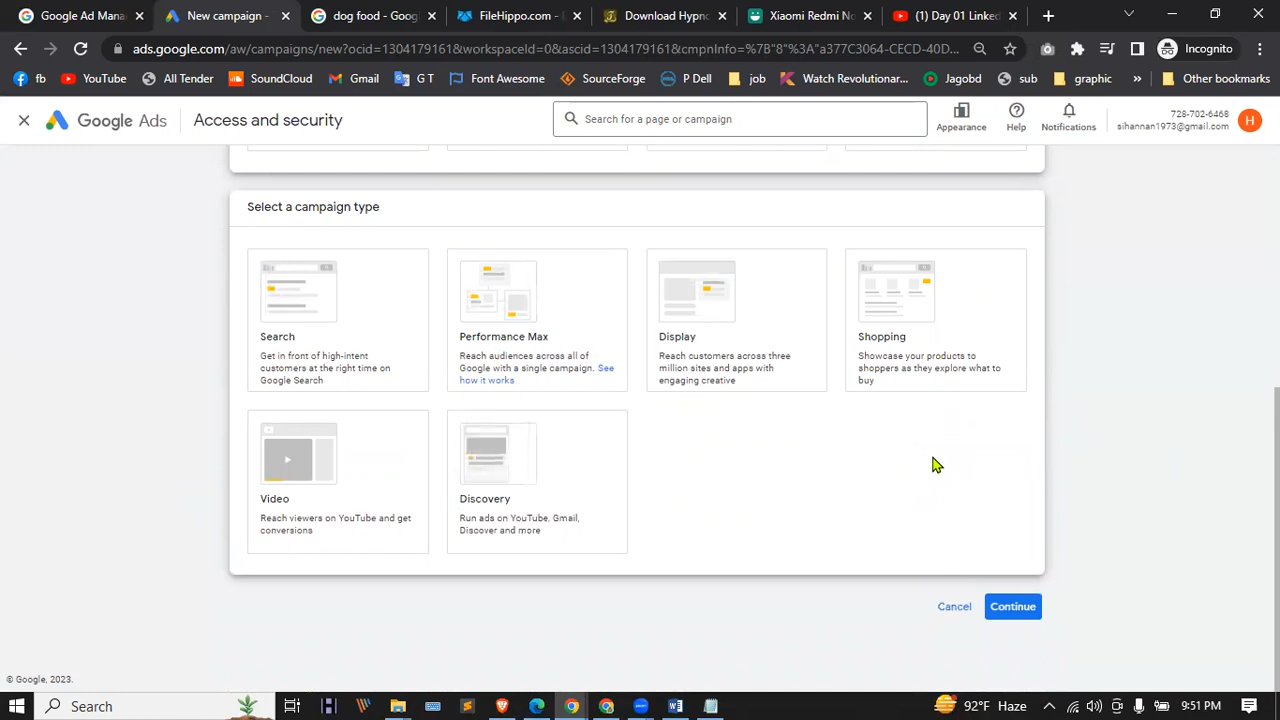 Google Ad Mana
New campaign -
dog food - Goog
FileHippo.com -
Download Hypno
Xiaomi Redmi No
(1) Day 01 Linked
ads.google.com/aw/campaigns/new?ocid=1304179161&workspaceId=0&ascid=1304179161&cmpnInfo=%7B"8"%3A"a377C3064-CECD-40D...
Incognito
fb
YouTube
All Tender
SoundCloud
Gmail
G T
Font Awesome
SourceForge
P Dell
job
Watch Revolutionar...
Jagobd
sub
graphic
»
Other bookmarks
Google Ads
Access and security
Search for a page or campaign
Appearance
Help
Notifications
728-702-6468
sihannan1973@gmail.com
H
Select a campaign type
Search
Get in front of high-intent
customers at the right time on
Google Search
Performance Max
Reach audiences across all of
Google with a single campaign. See
how it works
Display
Reach customers across three
million sites and apps with
engaging creative
Shopping
Showcase your products to
shoppers as they explore what to
buy
Video
Reach viewers on YouTube and get
conversions
Discovery
Run ads on YouTube, Gmail,
Discover and more
Cancel
Continue
© Google, 2023.
Search
92°F Haze
9:51 PM